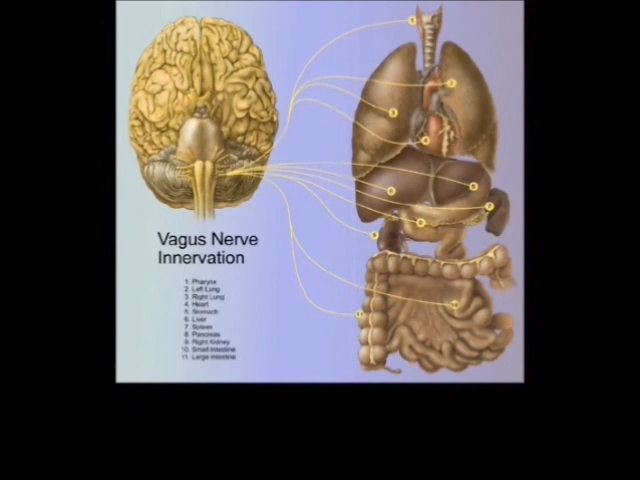 Vagus Nerve
Innervation
1. Pharynx
2. Left Lung
3. Right Lung
4. Heart
5. Stomach
6. Liver
7. Spleen
8. Pancreas
9. Right Kidney
10. Small Intestine
11. Large Intestine